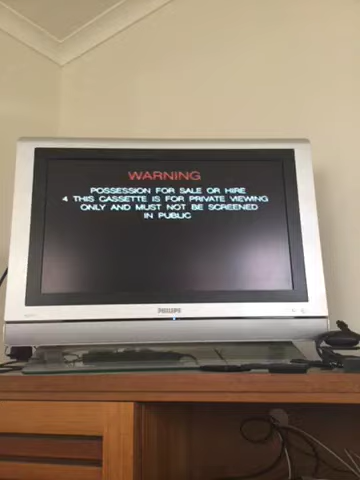 WARNING
POSSESSION FOR SALE OR HIRE
4 THIS CASSETTE IS FOR PRIVATE VIEWING
ONLY AND MUST NOT BE SCREENED
IN PUBLIC
PHILIPS